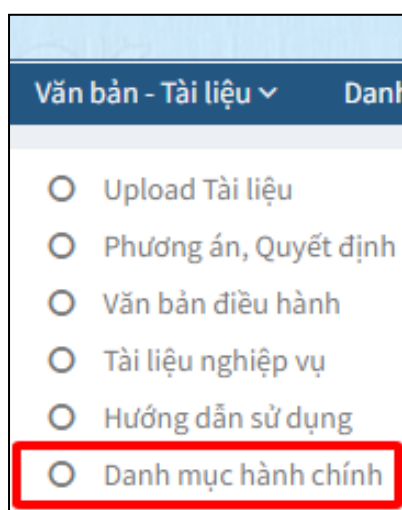 Văn bản - Tài liệu
Upload Tài liệu
Phương án, Quyết định
Văn bản điều hành
Tài liệu nghiệp vụ
Hướng dẫn sử dụng
Danh mục hành chính